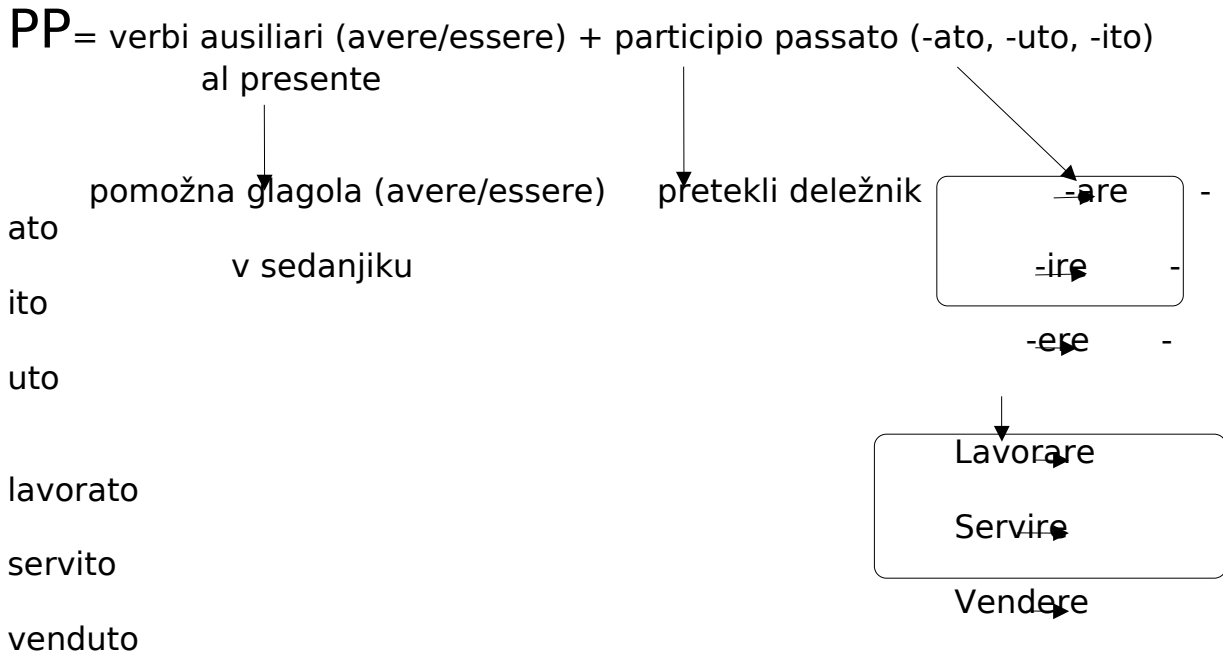 PP= verbi ausiliari (avere/essere) + participio passato (-ato, -uto, -ito)
al presente
pomožna glagola (avere/essere) pretekli deležnik -are -
ato
v sedanjiku -ire -
ito
-ere -
uto
Lavorare
lavorato
Servire
servito
Vendere
venduto